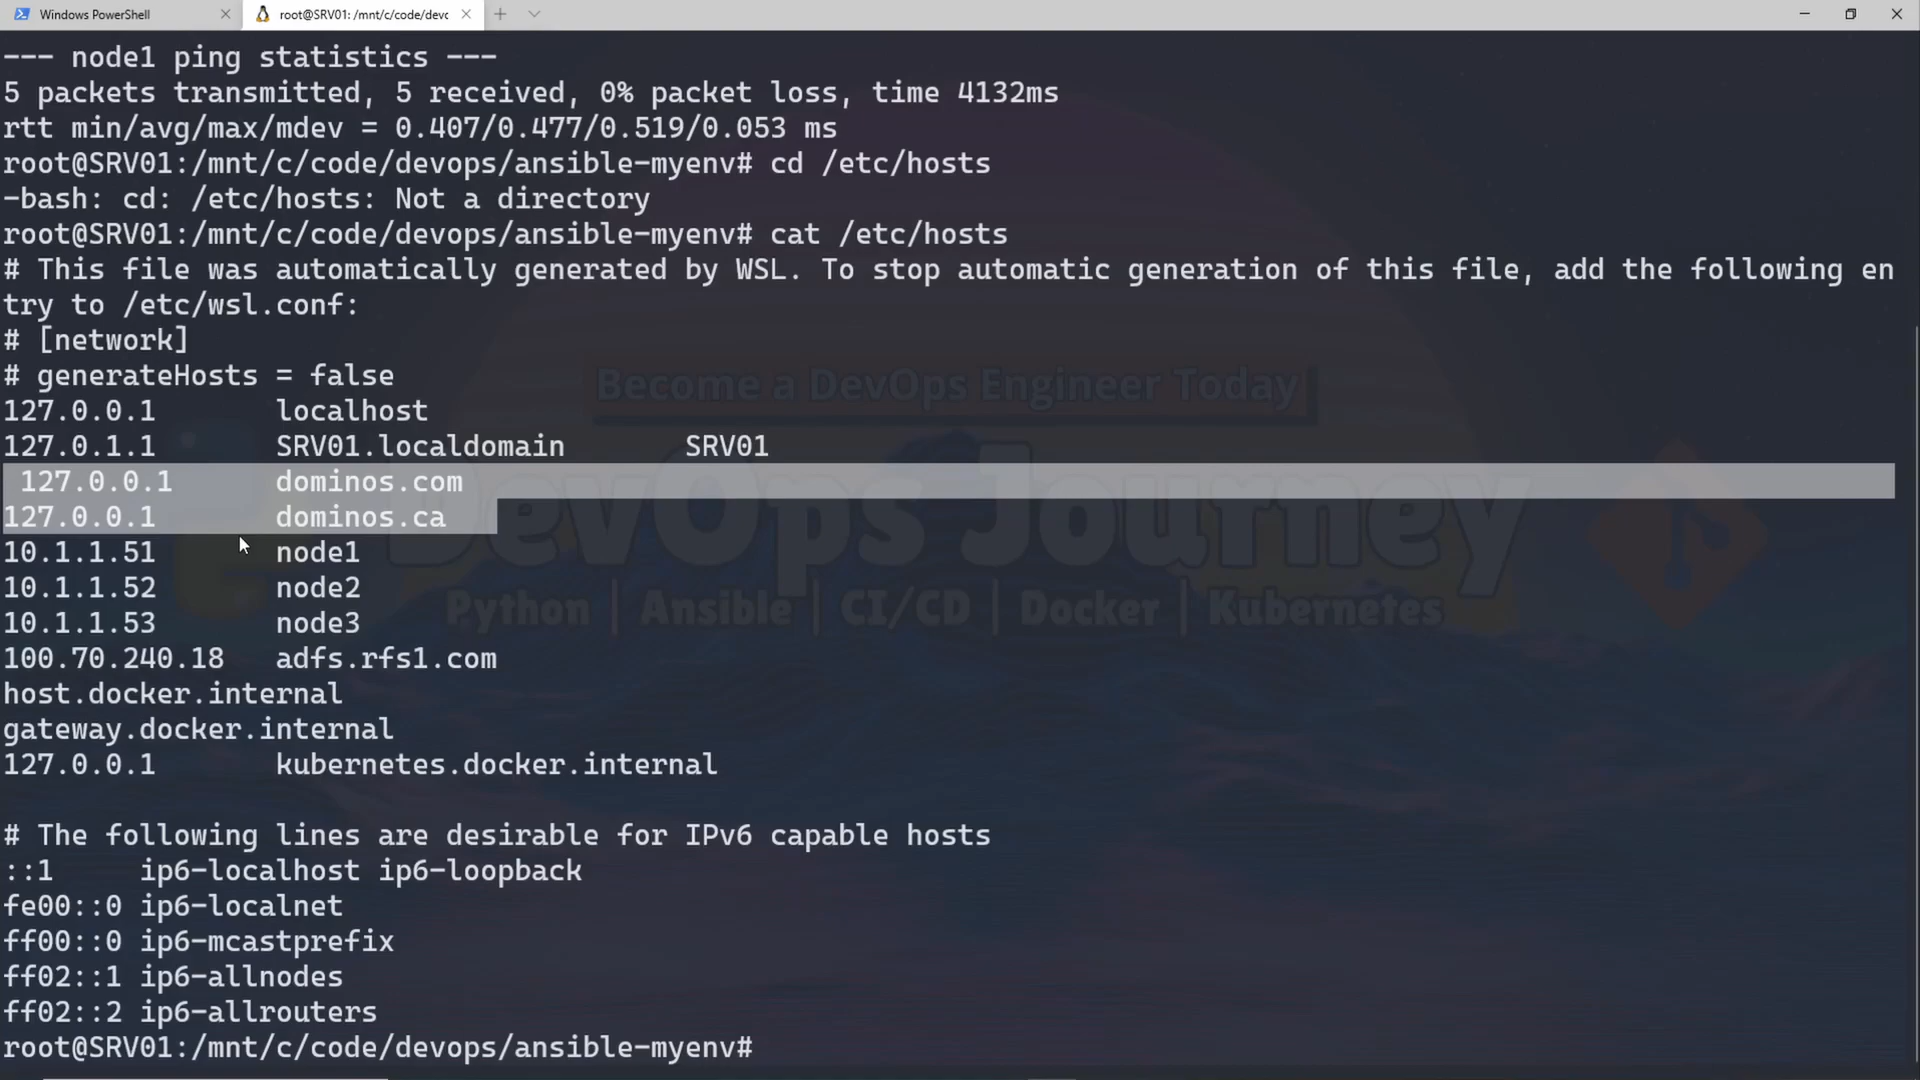 Windows PowerShell
root@SRV01: /mnt/c/code/devc
--- node1 ping statistics ---
5 packets transmitted, 5 received, 0% packet loss, time 4132ms
rtt min/avg/max/mdev = 0.407/0.477/0.519/0.053 ms
root@SRV01:/mnt/c/code/devops/ansible-myenv# cd /etc/hosts
-bash: cd: /etc/hosts: Not a directory
root@SRV01:/mnt/c/code/devops/ansible-myenv# cat /etc/hosts
# This file was automatically generated by WSL. To stop automatic generation of this file, add the following en
try to /etc/wsl.conf:
# [network]
# generateHosts = false
Become a DevOps Engineer Today
127.0.0.1       localhost
127.0.1.1       SRV01.localdomain       SRV01
127.0.0.1      dominos.com
127.0.0.1       dominos.ca
DevOps Journey
10.1.1.51       node1
10.1.1.52       node2
Python | Ansible | CI/CD | Docker | Kubernetes
10.1.1.53       node3
100.70.240.18   adfs.rfs1.com
host.docker.internal
gateway.docker.internal
127.0.0.1       kubernetes.docker.internal
# The following lines are desirable for IPv6 capable hosts
::1     ip6-localhost ip6-loopback
fe00::0 ip6-localnet
ff00::0 ip6-mcastprefix
ff02::1 ip6-allnodes
ff02::2 ip6-allrouters
root@SRV01:/mnt/c/code/devops/ansible-myenv#